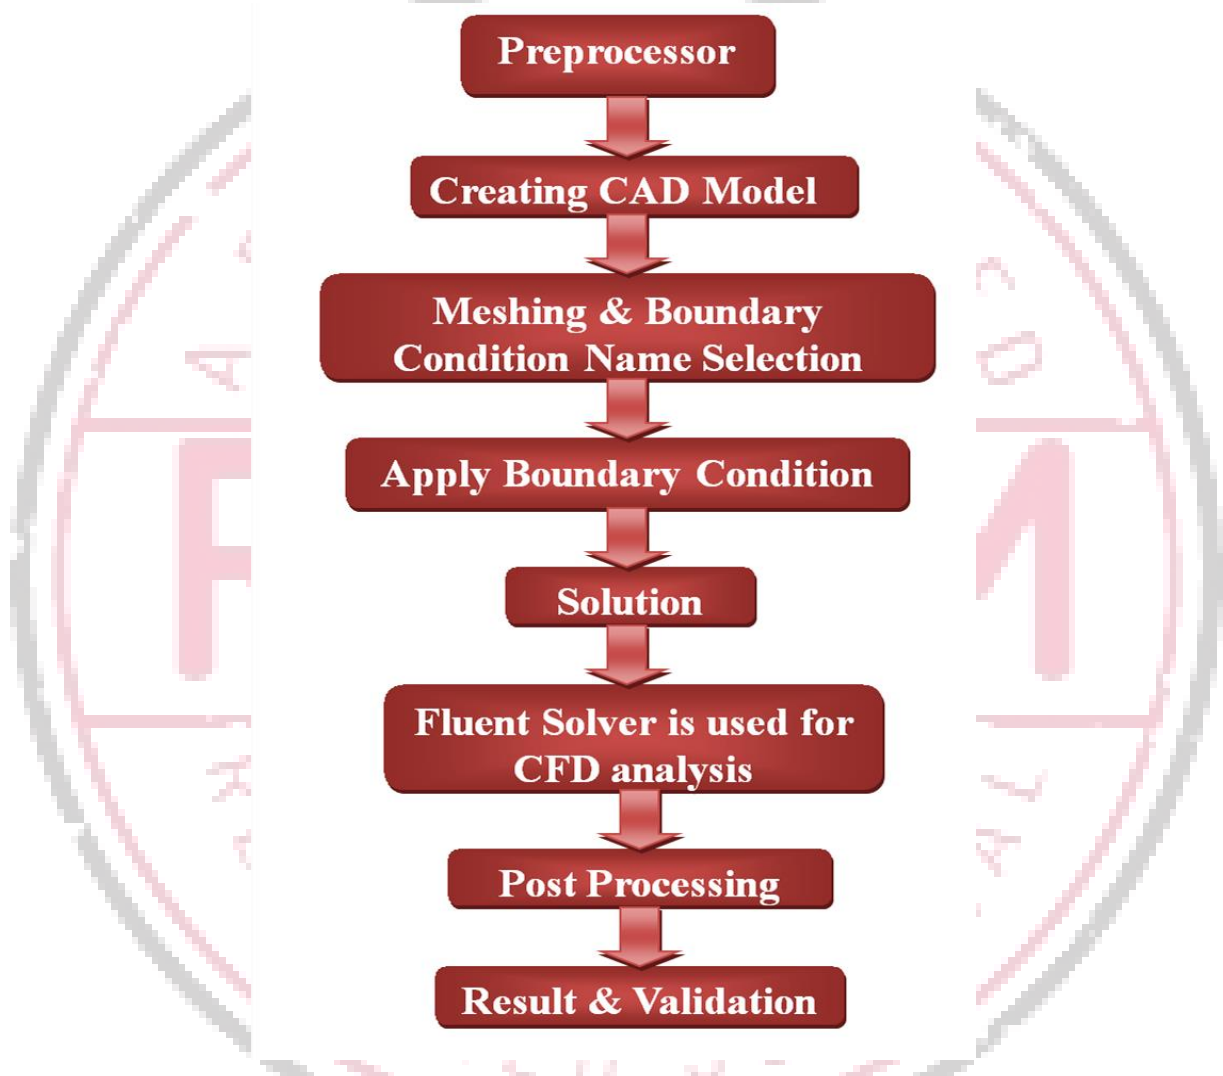 Preprocessor
Creating CAD Model
Meshing & Boundary
Condition Name Selection
Apply Boundary Condition
Solution
Fluent Solver is used for
CFD analysis
Post Processing
Result & Validation